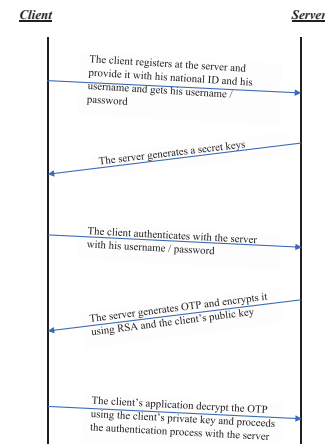 Client
Server
The client registers at the server and
provide it with his national ID and his
username and gets his username /
password
The server generates a secret keys
The client authenticates with the server
with his username / password
The server generates OTP and encrypts it
using RSA and the client's public key
The client's application decrypt the OTP
using the client's private key and proceeds
the authentication process with the server